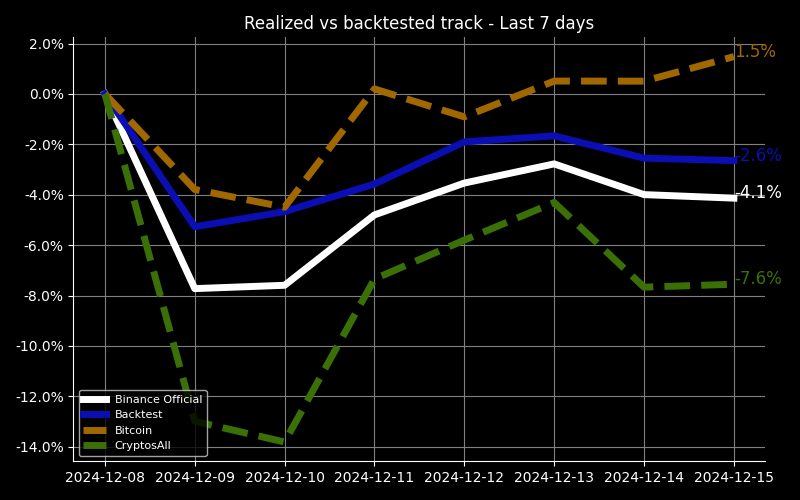 Realized vs backtested track - Last 7 days
2.0%
0.0%
-2.0%
-4.0%
-6.0%
-8.0%
-10.0%
-12.0%
-14.0%
1.5%
-2.6%
-4.1%
-7.6%
Binance Official
Backtest
Bitcoin
CryptosAll
2024-12-08 2024-12-09 2024-12-10 2024-12-11 2024-12-12 2024-12-13 2024-12-14 2024-12-15